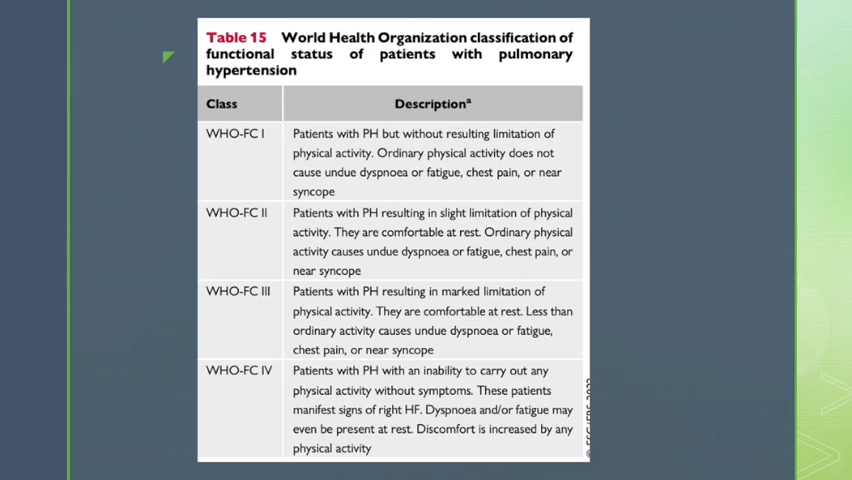 Table 15 World Health Organization classification of
functional status of patients with pulmonary
hypertension
Class Descriptionᵃ
WHO-FC I Patients with PH but without resulting limitation of
physical activity. Ordinary physical activity does not
cause undue dyspnoea or fatigue, chest pain, or near
syncope
WHO-FC II Patients with PH resulting in slight limitation of physical
activity. They are comfortable at rest. Ordinary physical
activity causes undue dyspnoea or fatigue, chest pain, or
near syncope
WHO-FC III Patients with PH resulting in marked limitation of
physical activity. They are comfortable at rest. Less than
ordinary activity causes undue dyspnoea or fatigue,
chest pain, or near syncope
WHO-FC IV Patients with PH with an inability to carry out any
physical activity without symptoms. These patients
manifest signs of right HF. Dyspnoea and/or fatigue may
even be present at rest. Discomfort is increased by any
physical activity